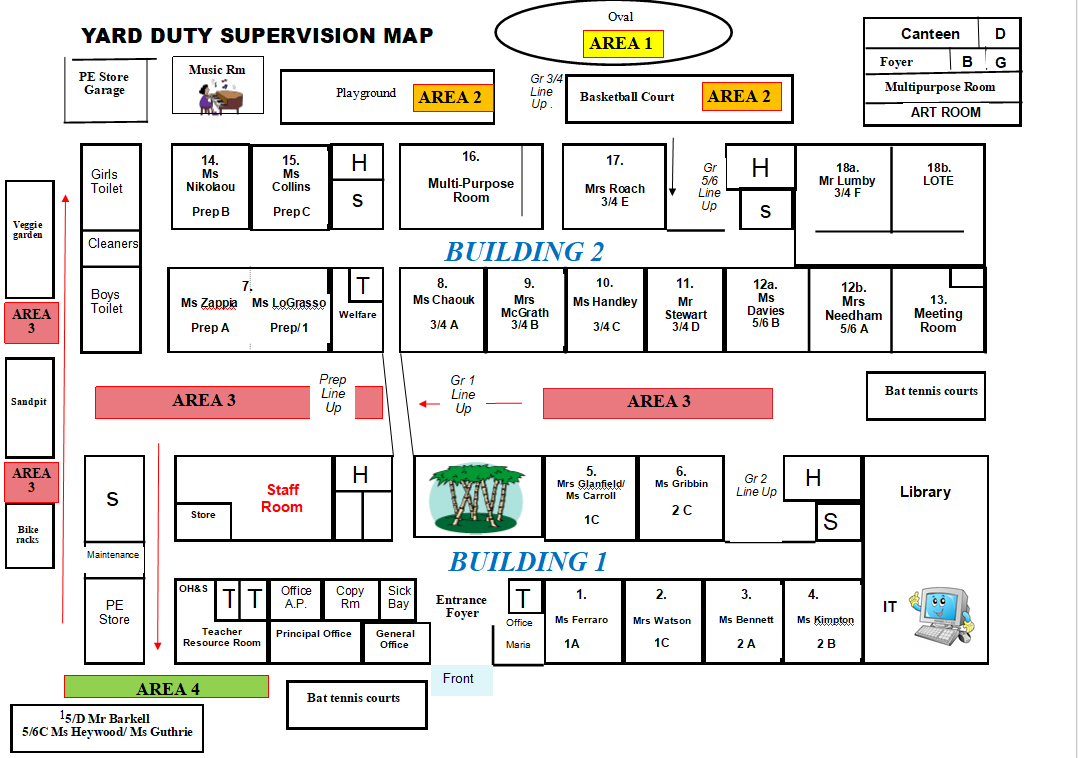 YARD DUTY SUPERVISION MAP
Oval
AREA 1
Canteen D
Foyer B G
Multipurpose Room
ART ROOM
PE Store
Garage
Music Rm
Playground
AREA 2
Gr 3/4
Line
Up .
Basketball Court
AREA 2
Girls
Toilet
Cleaners
Boys
Toilet
14.
Ms
Nikolaou
Prep B
15.
Ms
Collins
Prep C
H
S
16.
Multi-Purpose
Room
17.
Mrs Roach
3/4 E
Gr
5/6
Line
Up
H
S
18a.
Mr Lumby
3/4 F
18b.
LOTE
Veggie
garden
AREA
3
Sandpit
AREA
3
Bike
racks
BUILDING 2
7.
Ms Zappia Ms LoGrasso
Prep A Prep/1
T
Welfare
8.
Ms Chaouk
3/4 A
9.
Mrs
McGrath
3/4 B
10.
Ms Handley
3/4 C
11.
Mr
Stewart
3/4 D
12a.
Ms
Davies
5/6 B
12b.
Mrs
Needham
5/6 A
13.
Meeting
Room
AREA 3
Prep
Line
Up
Gr 1
Line
Up
AREA 3
Bat tennis courts
S
Maintenance
PE
Store
Staff
Room
Store
H
5.
Mrs Glanfield/
Ms Carroll
1C
6.
Ms Gribbin
2 C
Gr 2
Line Up
H
S
Library
IT
BUILDING 1
OH&S
T T
Teacher
Resource Room
Office
A.P.
Copy
Rm
Sick
Bay
Principal Office
General
Office
Entrance
Foyer
T
Office
Maria
1.
Ms Ferraro
1A
2.
Mrs Watson
1C
3.
Ms Bennett
2 A
4.
Ms Kimpton
2 B
AREA 4
Bat tennis courts
Front
15/D Mr Barkell
5/6C Ms Heywood/ Ms Guthrie